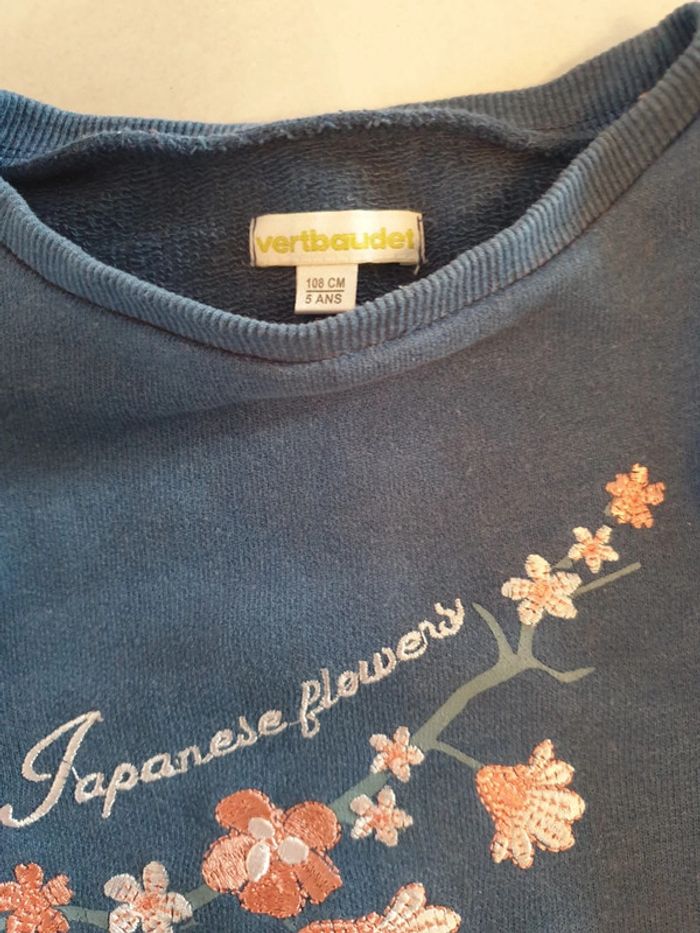 vertbaudet
108 CM
5 ANS
Japanese flowers